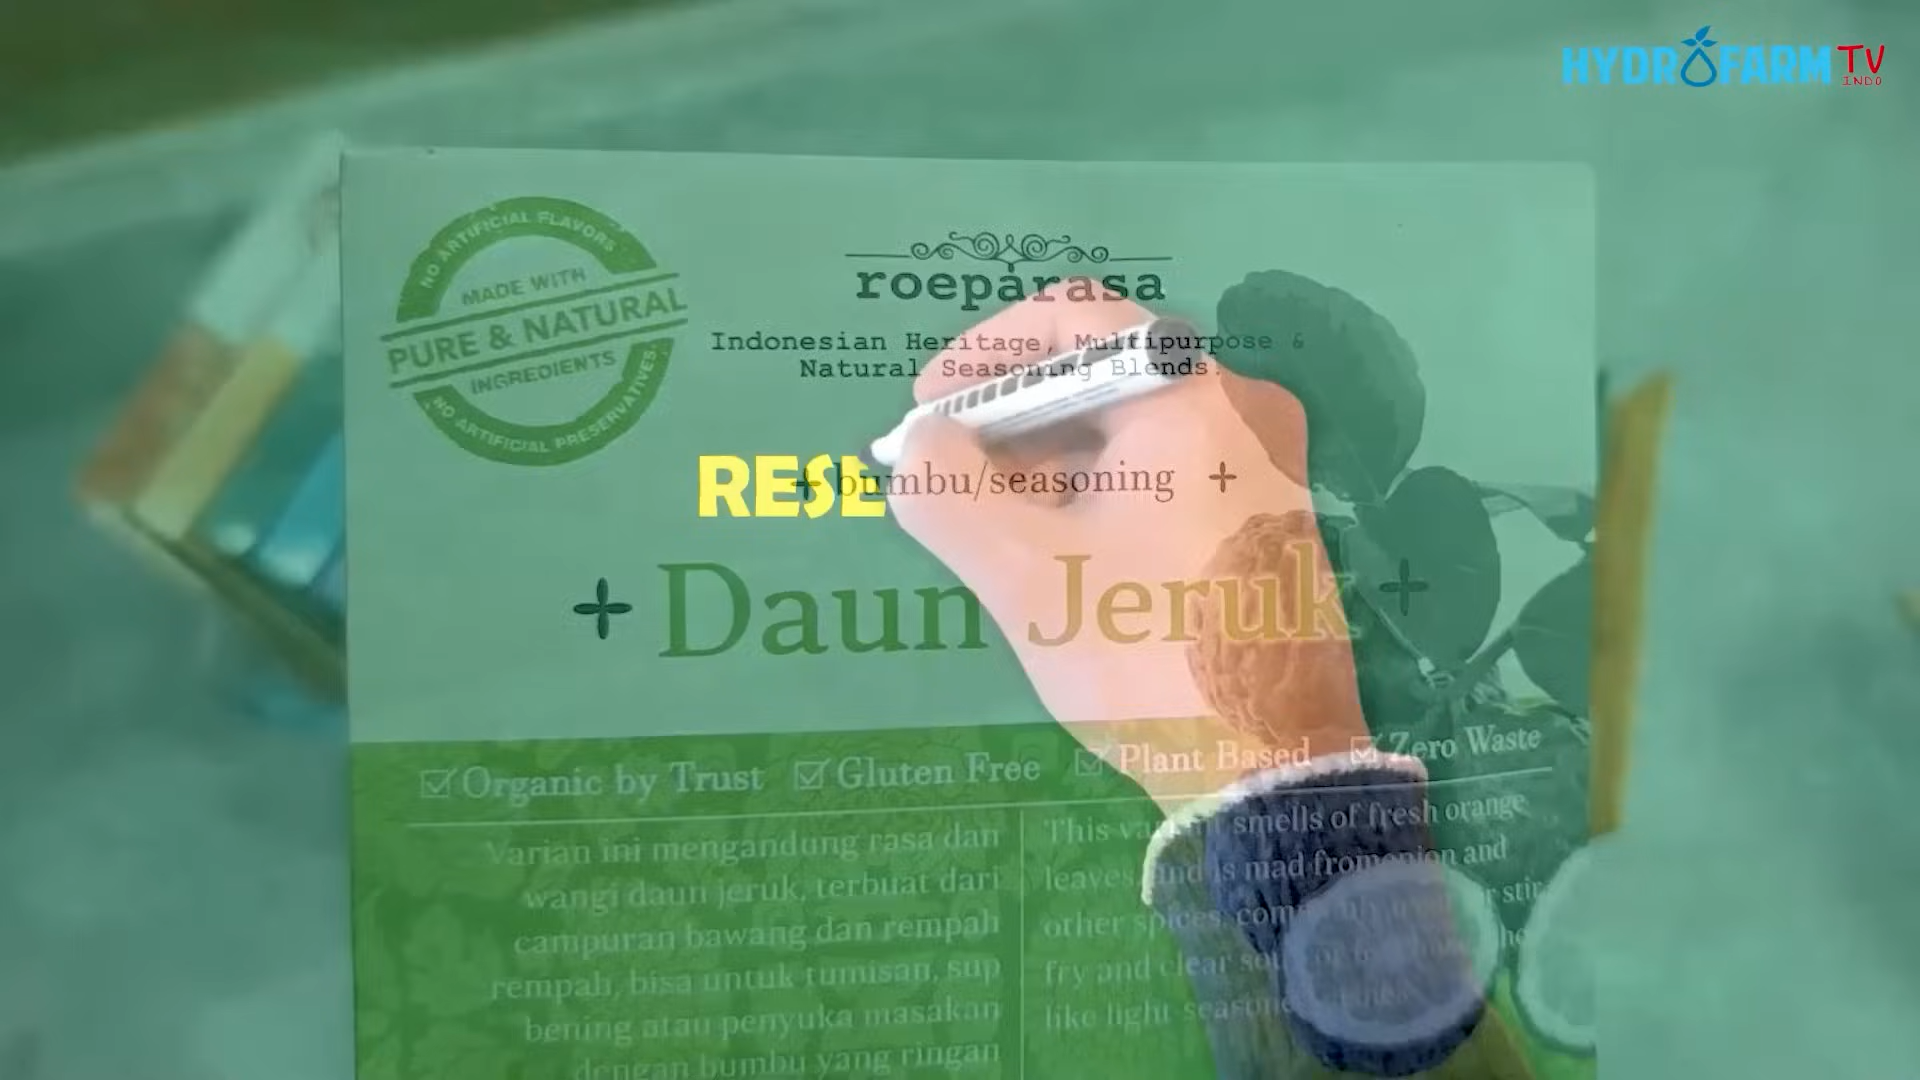 HYDROFARM TV
INDO
NO ARTIFICIAL FLAVORS
MADE WITH
PURE & NATURAL
INGREDIENTS
NO ARTIFICIAL PRESERVATIVES
roeparasa
Indonesian Heritage, Multipurpose &
Natural Seasoning Blends.
RESE
bumbu/seasoning
Daun Jeruk
Organic by Trust Gluten Free Plant Based Zero Waste
Varian ini mengandung rasa dan
wangi daun jeruk, terbuat dari
campuran bawang dan rempah
rempah, bisa untuk tumisan, sup
bening atau penyuka masakan
dengan bumbu yang ringan
This smells of fresh orange
leaves and is mad from onion and
other spices, stir
fry and clear
like light